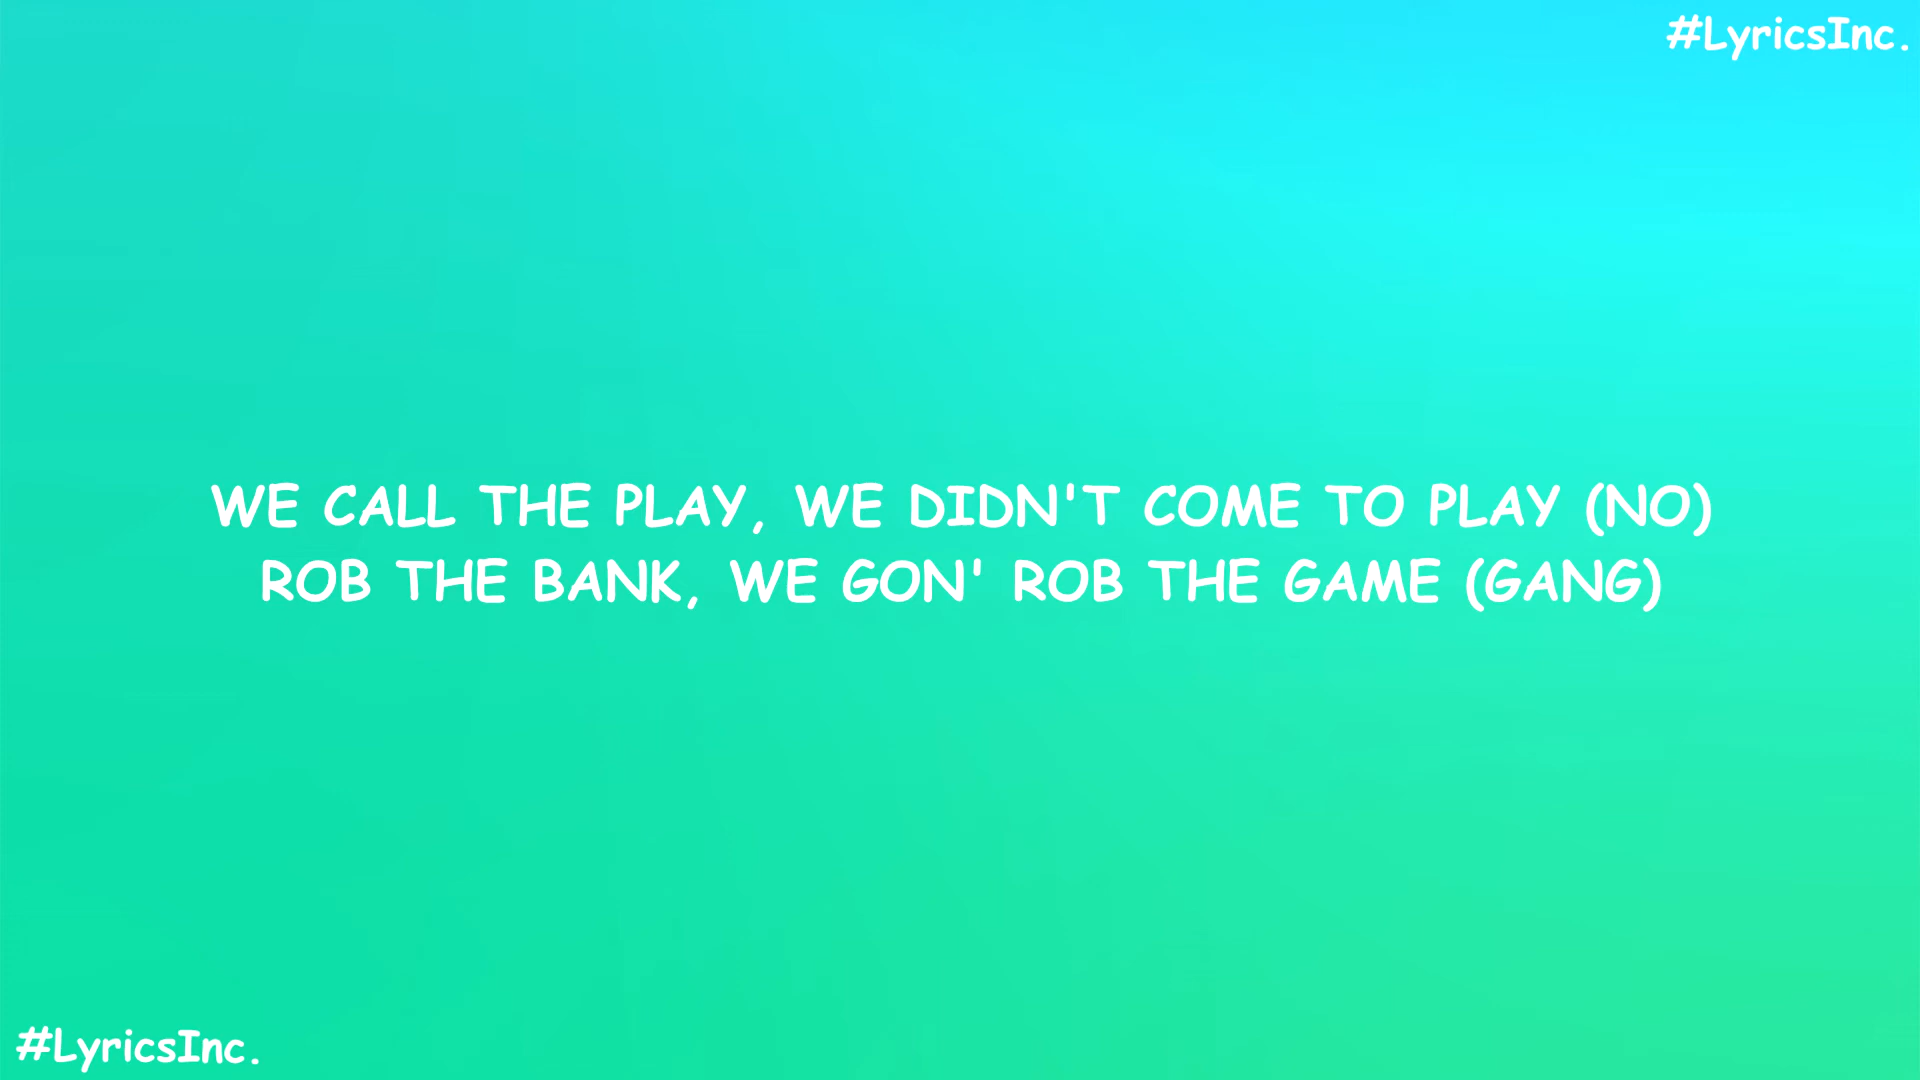 #LyricsInc.
WE CALL THE PLAY, WE DIDN'T COME TO PLAY (NO)
ROB THE BANK, WE GON' ROB THE GAME (GANG)
#LyricsInc.